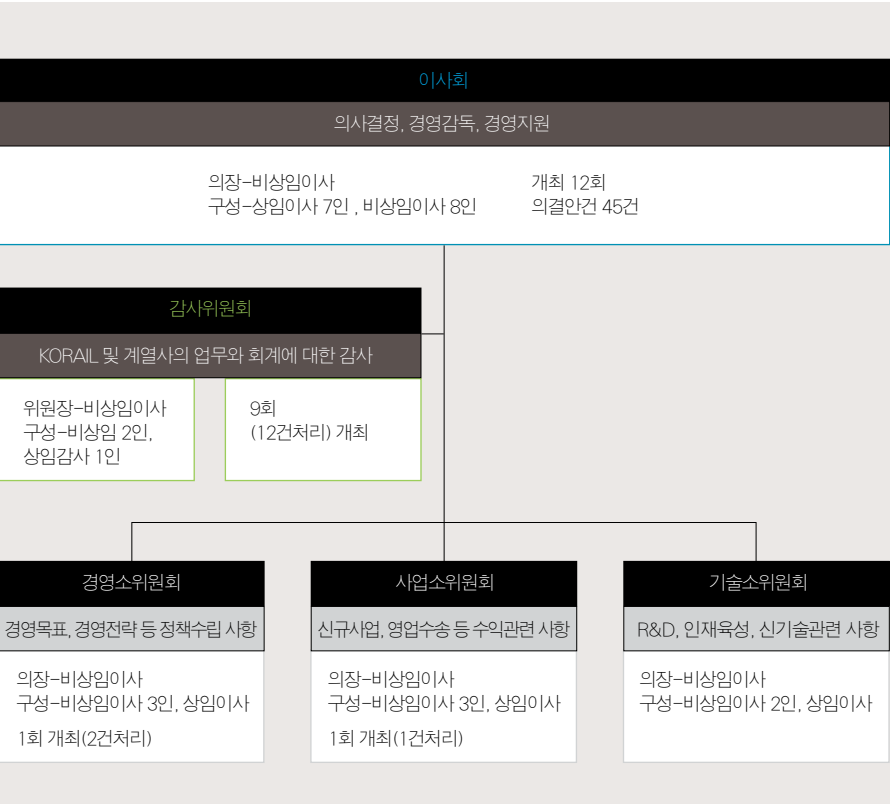 이사회
의사결정, 경영감독, 경영지원
의장-비상임이사
구성-상임이사 7인 , 비상임이사 8인
개최 12회
의결안건 45건
감사위원회
KORAIL 및 계열사의 업무와 회계에 대한 감사
위원장-비상임이사
구성-비상임 2인,
상임감사 1인
9회
(12건처리) 개최
경영소위원회
경영목표, 경영전략 등 정책수립 사항
의장-비상임이사
구성-비상임이사 3인, 상임이사
1회 개최(2건처리)
사업소위원회
신규사업, 영업수송 등 수익관련 사항
의장-비상임이사
구성-비상임이사 3인, 상임이사
1회 개최(1건처리)
기술소위원회
R&D, 인재육성, 신기술관련 사항
의장-비상임이사
구성-비상임이사 2인, 상임이사